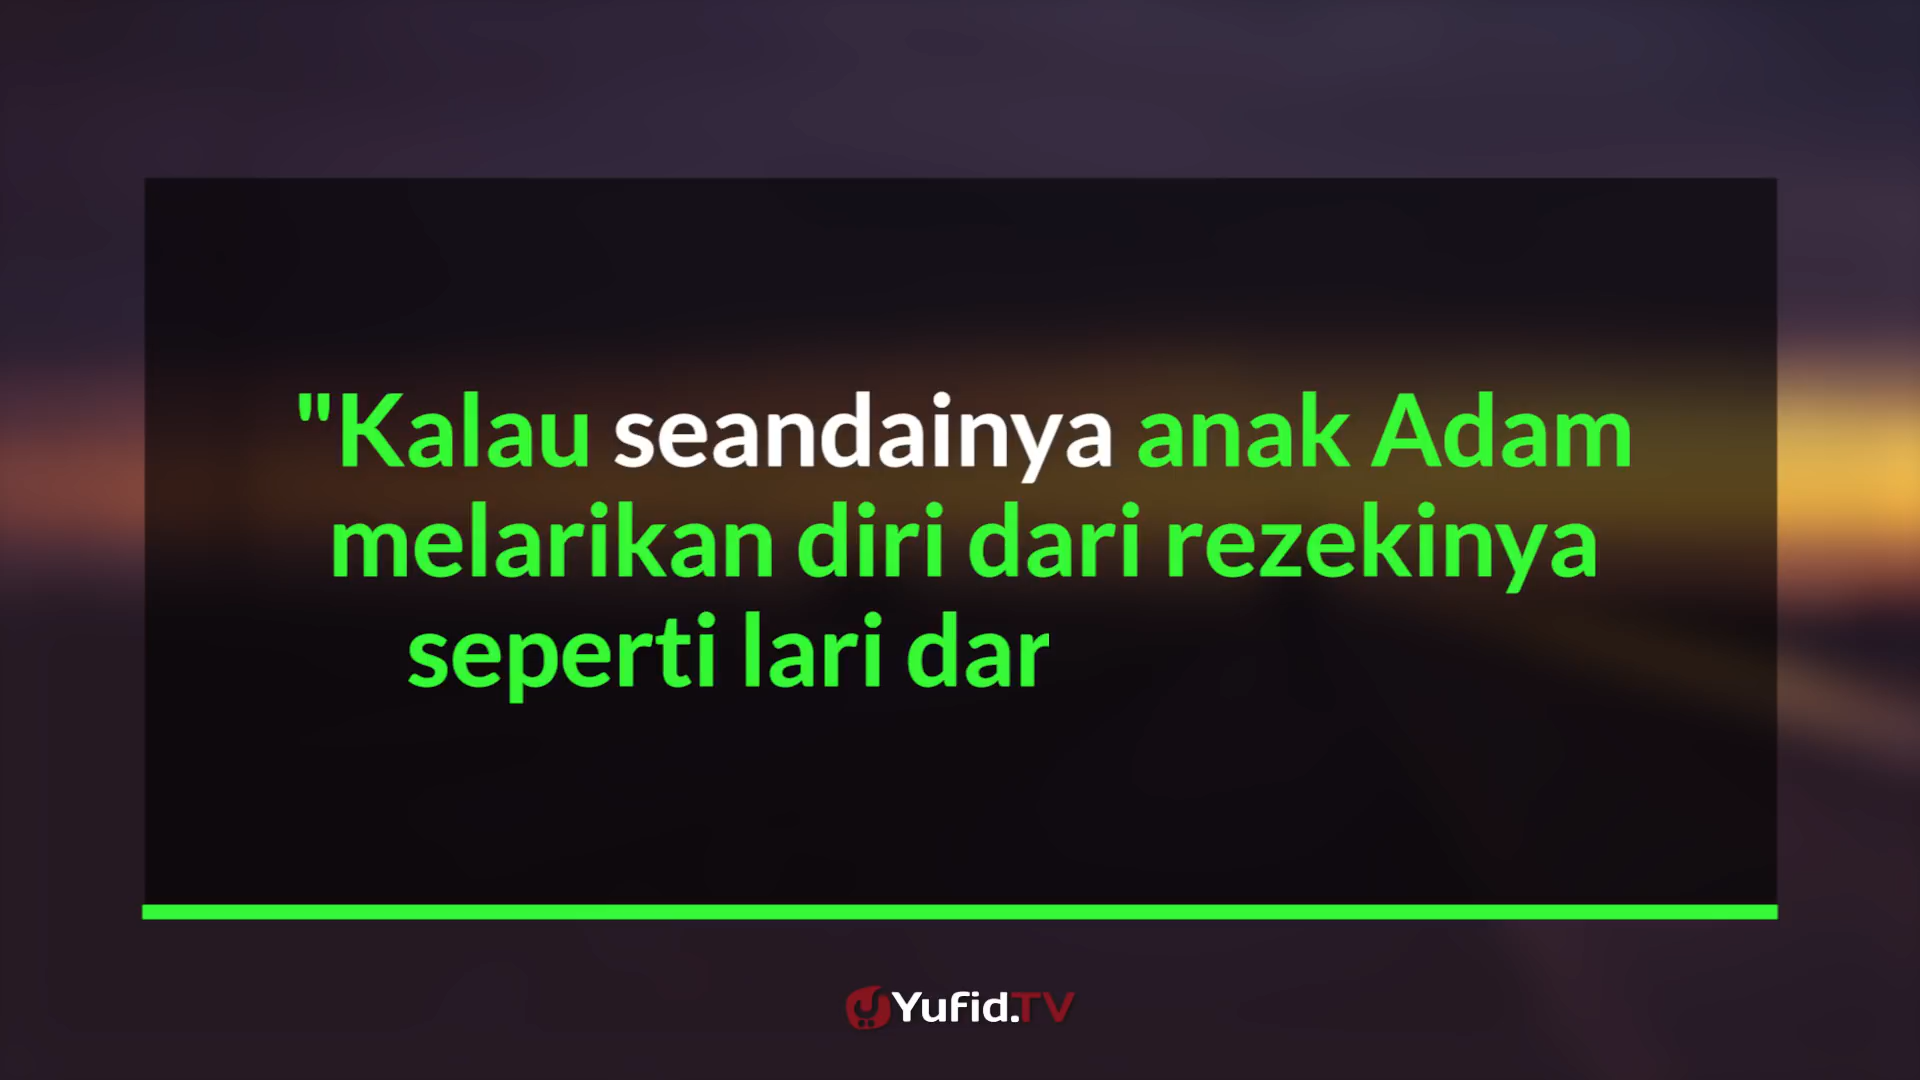 "Kalau seandainya anak Adam
melarikan diri dari rezekinya
seperti lari dar
Yufid.TV